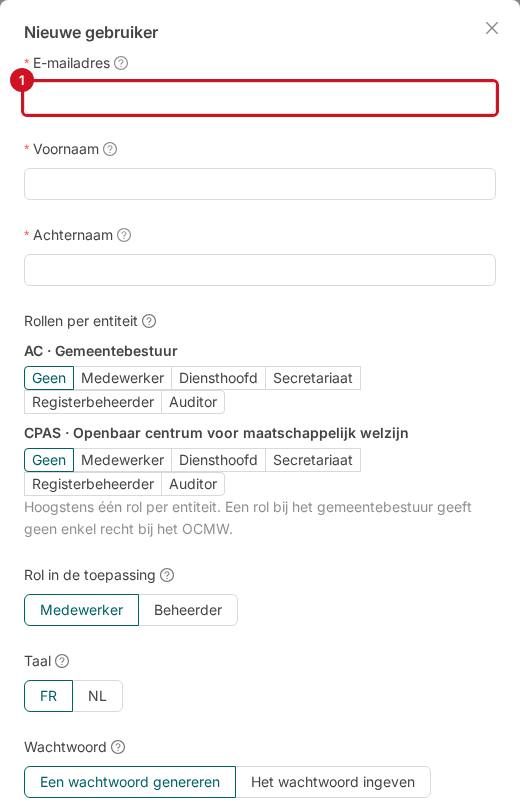 Nieuwe gebruiker
* E-mailadres
1
* Voornaam
* Achternaam
Rollen per entiteit
AC · Gemeentebestuur
Geen Medewerker Diensthoofd Secretariaat
Registerbeheerder Auditor
CPAS · Openbaar centrum voor maatschappelijk welzijn
Geen Medewerker Diensthoofd Secretariaat
Registerbeheerder Auditor
Hoogstens één rol per entiteit. Een rol bij het gemeentebestuur geeft
geen enkel recht bij het OCMW.
Rol in de toepassing
Medewerker Beheerder
Taal
FR NL
Wachtwoord
Een wachtwoord genereren Het wachtwoord ingeven